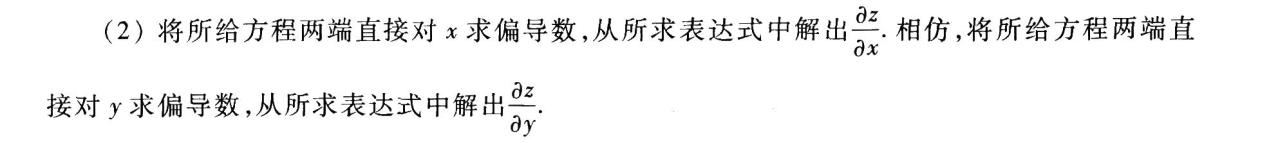 (2) 将所给方程两端直接对 x 求偏导数,从所求表达式中解出∂z/∂x. 相仿,将所给方程两端直
接对 y 求偏导数,从所求表达式中解出∂z/∂y.